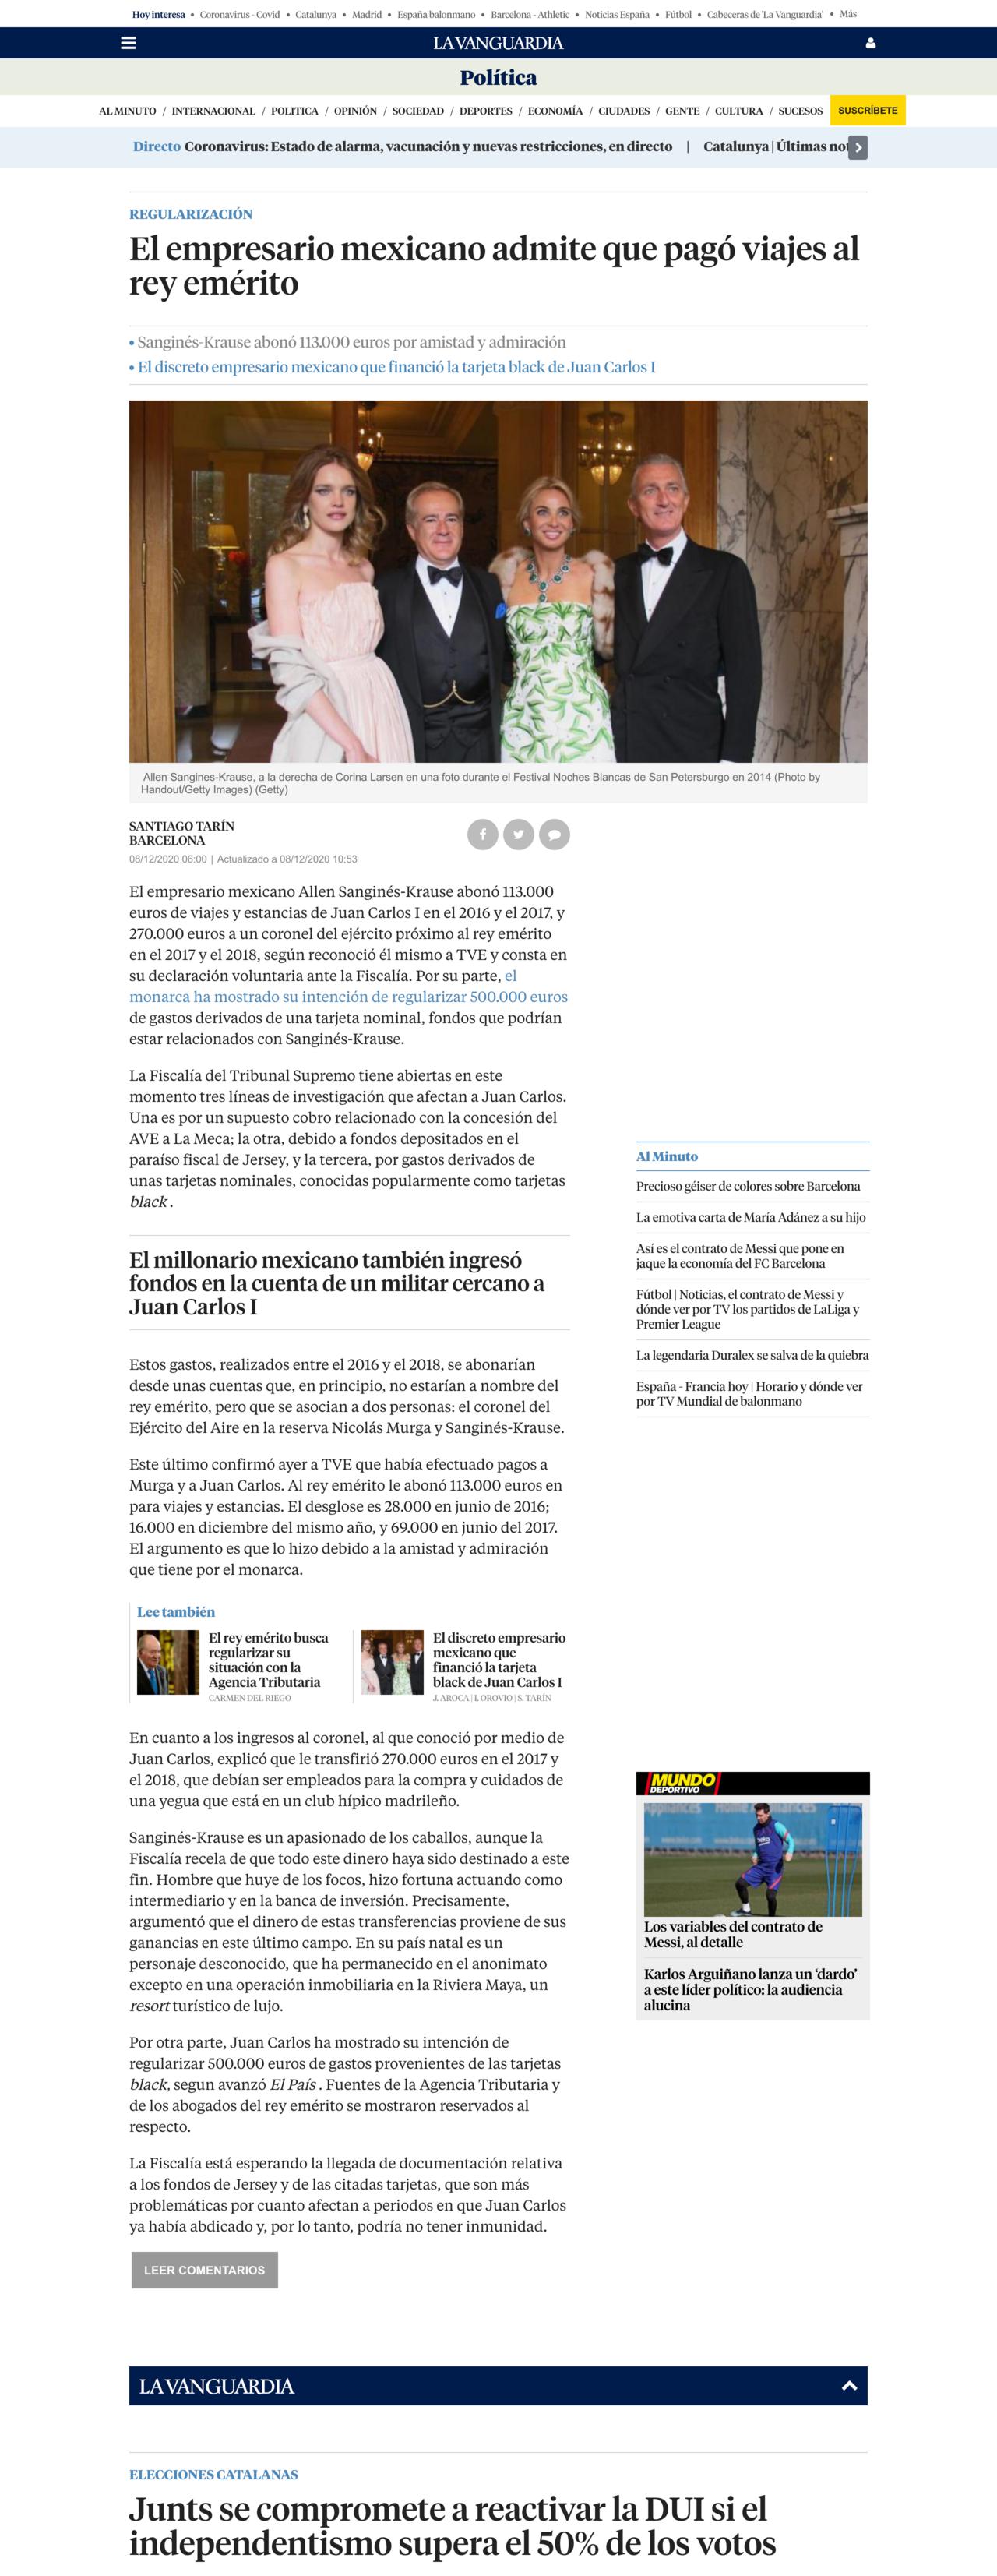 Hoy interesa • Coronavirus - Covid • Catalunya • Madrid • España balonmano • Barcelona - Athletic • Noticias España • Fútbol • Cabeceras de 'La Vanguardia' • Más
LA VANGUARDIA
Política
AL MINUTO / INTERNACIONAL / POLITICA / OPINIÓN / SOCIEDAD / DEPORTES / ECONOMÍA / CIUDADES / GENTE / CULTURA / SUCESOS SUSCRÍBETE
Directo Coronavirus: Estado de alarma, vacunación y nuevas restricciones, en directo | Catalunya | Últimas not
REGULARIZACIÓN
El empresario mexicano admite que pagó viajes al
rey emérito
• Sanginés-Krause abonó 113.000 euros por amistad y admiración
• El discreto empresario mexicano que financió la tarjeta black de Juan Carlos I
Allen Sangines-Krause, a la derecha de Corina Larsen en una foto durante el Festival Noches Blancas de San Petersburgo en 2014 (Photo by
Handout/Getty Images) (Getty)
SANTIAGO TARÍN
BARCELONA
08/12/2020 06:00 | Actualizado a 08/12/2020 10:53
El empresario mexicano Allen Sanginés-Krause abonó 113.000
euros de viajes y estancias de Juan Carlos I en el 2016 y el 2017, y
270.000 euros a un coronel del ejército próximo al rey emérito
en el 2017 y el 2018, según reconoció él mismo a TVE y consta en
su declaración voluntaria ante la Fiscalía. Por su parte, el
monarca ha mostrado su intención de regularizar 500.000 euros
de gastos derivados de una tarjeta nominal, fondos que podrían
estar relacionados con Sanginés-Krause.
La Fiscalía del Tribunal Supremo tiene abiertas en este
momento tres líneas de investigación que afectan a Juan Carlos.
Una es por un supuesto cobro relacionado con la concesión del
AVE a La Meca; la otra, debido a fondos depositados en el
paraíso fiscal de Jersey, y la tercera, por gastos derivados de
unas tarjetas nominales, conocidas popularmente como tarjetas
black .
El millonario mexicano también ingresó
fondos en la cuenta de un militar cercano a
Juan Carlos I
Estos gastos, realizados entre el 2016 y el 2018, se abonarían
desde unas cuentas que, en principio, no estarían a nombre del
rey emérito, pero que se asocian a dos personas: el coronel del
Ejército del Aire en la reserva Nicolás Murga y Sanginés-Krause.
Este último confirmó ayer a TVE que había efectuado pagos a
Murga y a Juan Carlos. Al rey emérito le abonó 113.000 euros en
para viajes y estancias. El desglose es 28.000 en junio de 2016;
16.000 en diciembre del mismo año, y 69.000 en junio del 2017.
El argumento es que lo hizo debido a la amistad y admiración
que tiene por el monarca.
Lee también
El rey emérito busca
regularizar su
situación con la
Agencia Tributaria
CARMEN DEL RIEGO
El discreto empresario
mexicano que
financió la tarjeta
black de Juan Carlos I
J. AROCA | I. OROVIO | S. TARÍN
En cuanto a los ingresos al coronel, al que conoció por medio de
Juan Carlos, explicó que le transfirió 270.000 euros en el 2017 y
el 2018, que debían ser empleados para la compra y cuidados de
una yegua que está en un club hípico madrileño.
Sanginés-Krause es un apasionado de los caballos, aunque la
Fiscalía recela de que todo este dinero haya sido destinado a este
fin. Hombre que huye de los focos, hizo fortuna actuando como
intermediario y en la banca de inversión. Precisamente,
argumentó que el dinero de estas transferencias proviene de sus
ganancias en este último campo. En su país natal es un
personaje desconocido, que ha permanecido en el anonimato
excepto en una operación inmobiliaria en la Riviera Maya, un
resort turístico de lujo.
Por otra parte, Juan Carlos ha mostrado su intención de
regularizar 500.000 euros de gastos provenientes de las tarjetas
black, segun avanzó El País . Fuentes de la Agencia Tributaria y
de los abogados del rey emérito se mostraron reservados al
respecto.
La Fiscalía está esperando la llegada de documentación relativa
a los fondos de Jersey y de las citadas tarjetas, que son más
problemáticas por cuanto afectan a periodos en que Juan Carlos
ya había abdicado y, por lo tanto, podría no tener inmunidad.
LEER COMENTARIOS
Al Minuto
Precioso géiser de colores sobre Barcelona
La emotiva carta de María Adánez a su hijo
Así es el contrato de Messi que pone en
jaque la economía del FC Barcelona
Fútbol | Noticias, el contrato de Messi y
dónde ver por TV los partidos de LaLiga y
Premier League
La legendaria Duralex se salva de la quiebra
España - Francia hoy | Horario y dónde ver
por TV Mundial de balonmano
MUNDO
DEPORTIVO
Los variables del contrato de
Messi, al detalle
Karlos Arguiñano lanza un ‘dardo’
a este líder político: la audiencia
alucina
LA VANGUARDIA
ELECCIONES CATALANAS
Junts se compromete a reactivar la DUI si el
independentismo supera el 50% de los votos